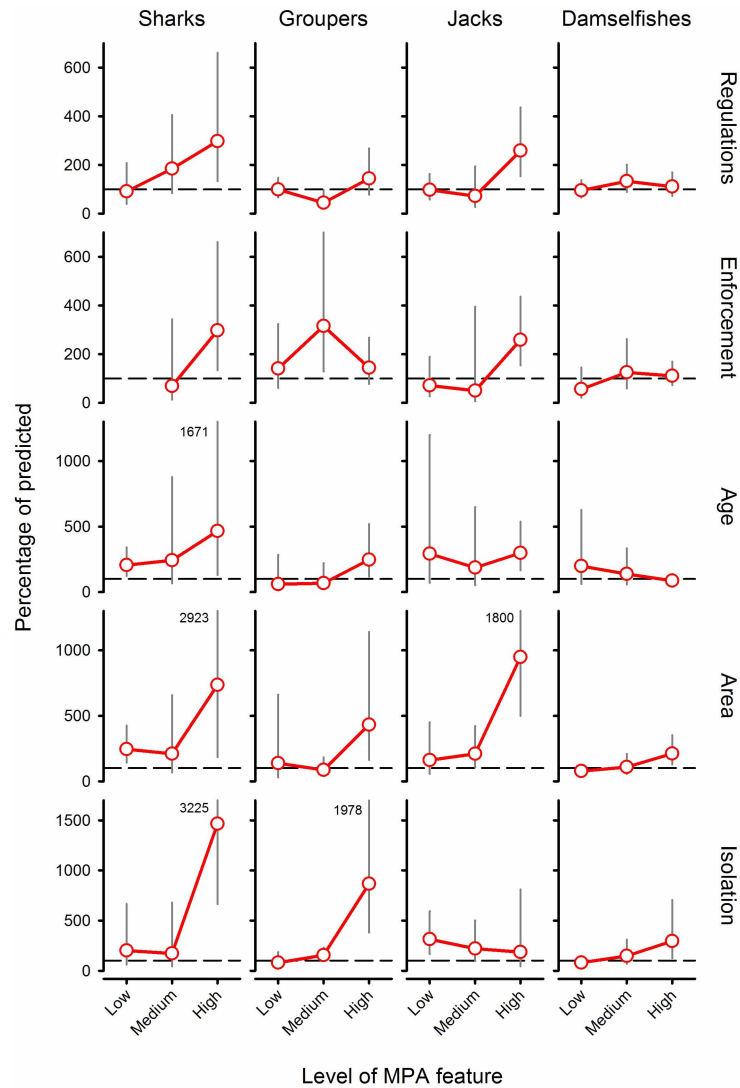 Sharks Groupers Jacks Damselfishes
600
400
200
0
Regulations
600
400
200
0
Enforcement
1671
1000
500
0
Age
2923
1800
1000
500
0
Area
3225
1978
1500
1000
500
0
Isolation
Percentage of predicted
Low Medium High Low Medium High Low Medium High Low Medium High
Level of MPA feature